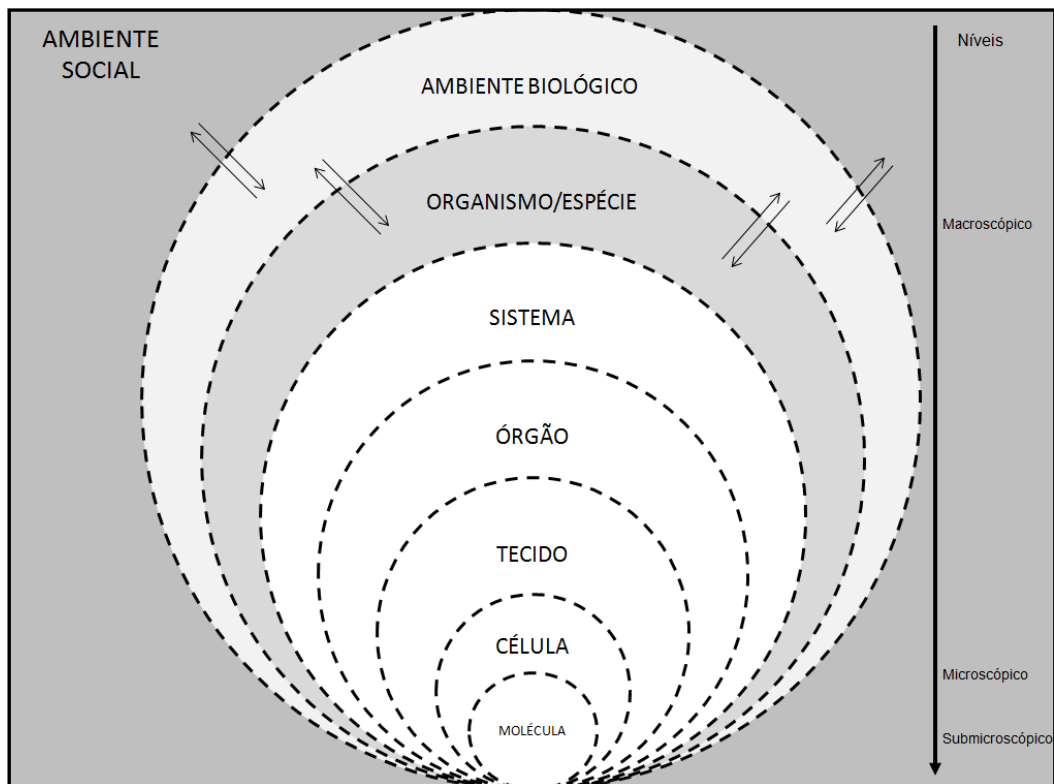 AMBIENTE
SOCIAL
Níveis
AMBIENTE BIOLÓGICO
ORGANISMO/ESPÉCIE
Macroscópico
SISTEMA
ÓRGÃO
TECIDO
CÉLULA
Microscópico
MOLÉCULA
Submicroscópico